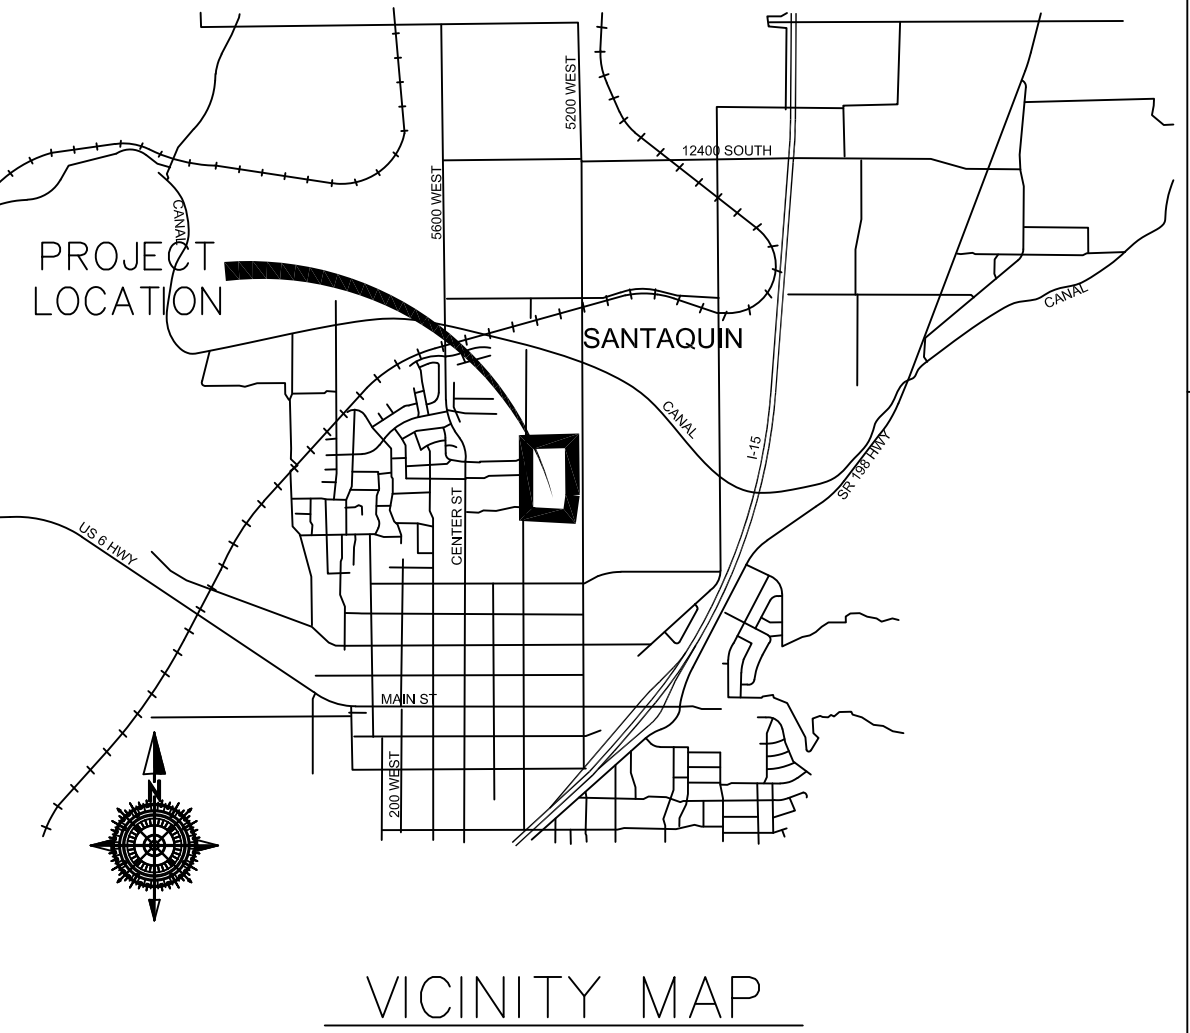 5200 WEST
12400 SOUTH
5600 WEST
CANAL
PROJECT
LOCATION
CANAL
SANTAQUIN
CANAL
I-15
SR 198 HWY
CENTER ST
US 6 HWY
MAIN ST
200 WEST
N
VICINITY MAP